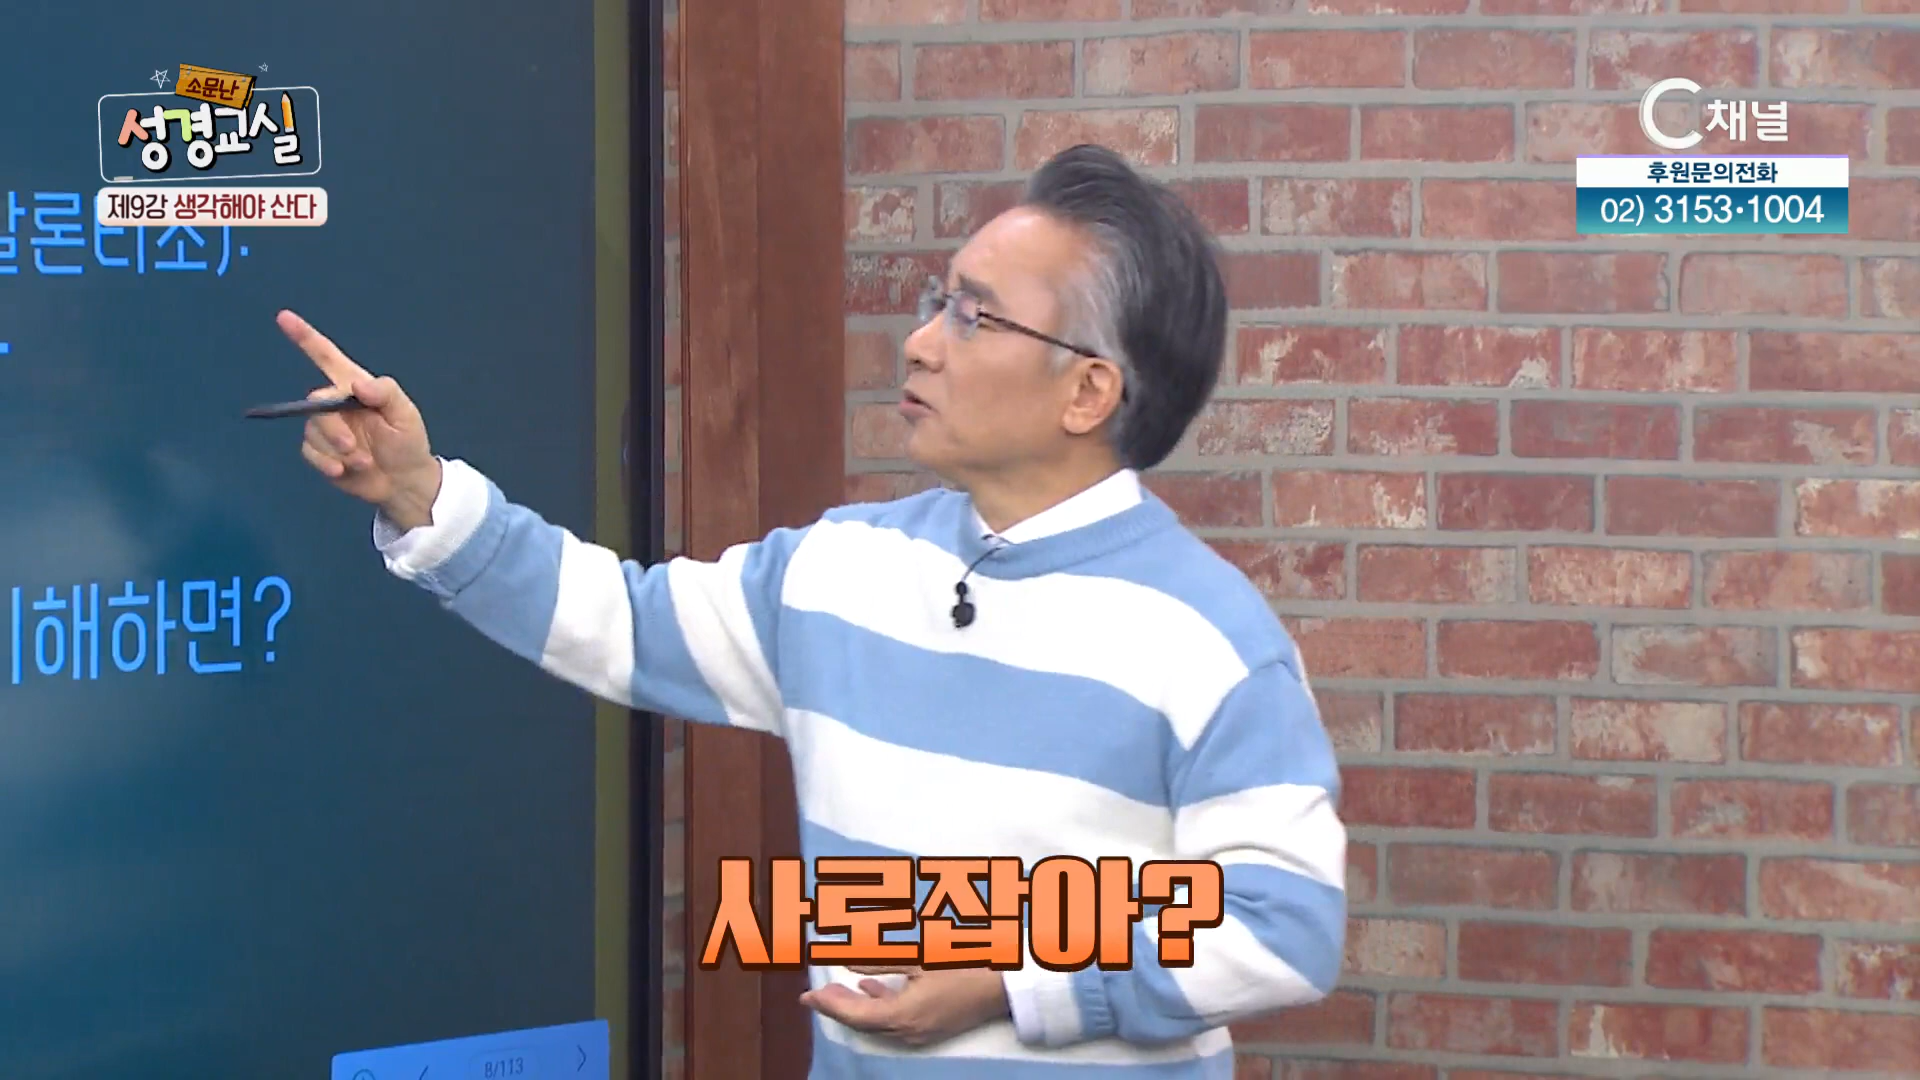 소문난
성경교실
제9강 생각해야 산다
C채널
후원문의전화
02) 3153·1004
해하면?
사로잡아?
8/113